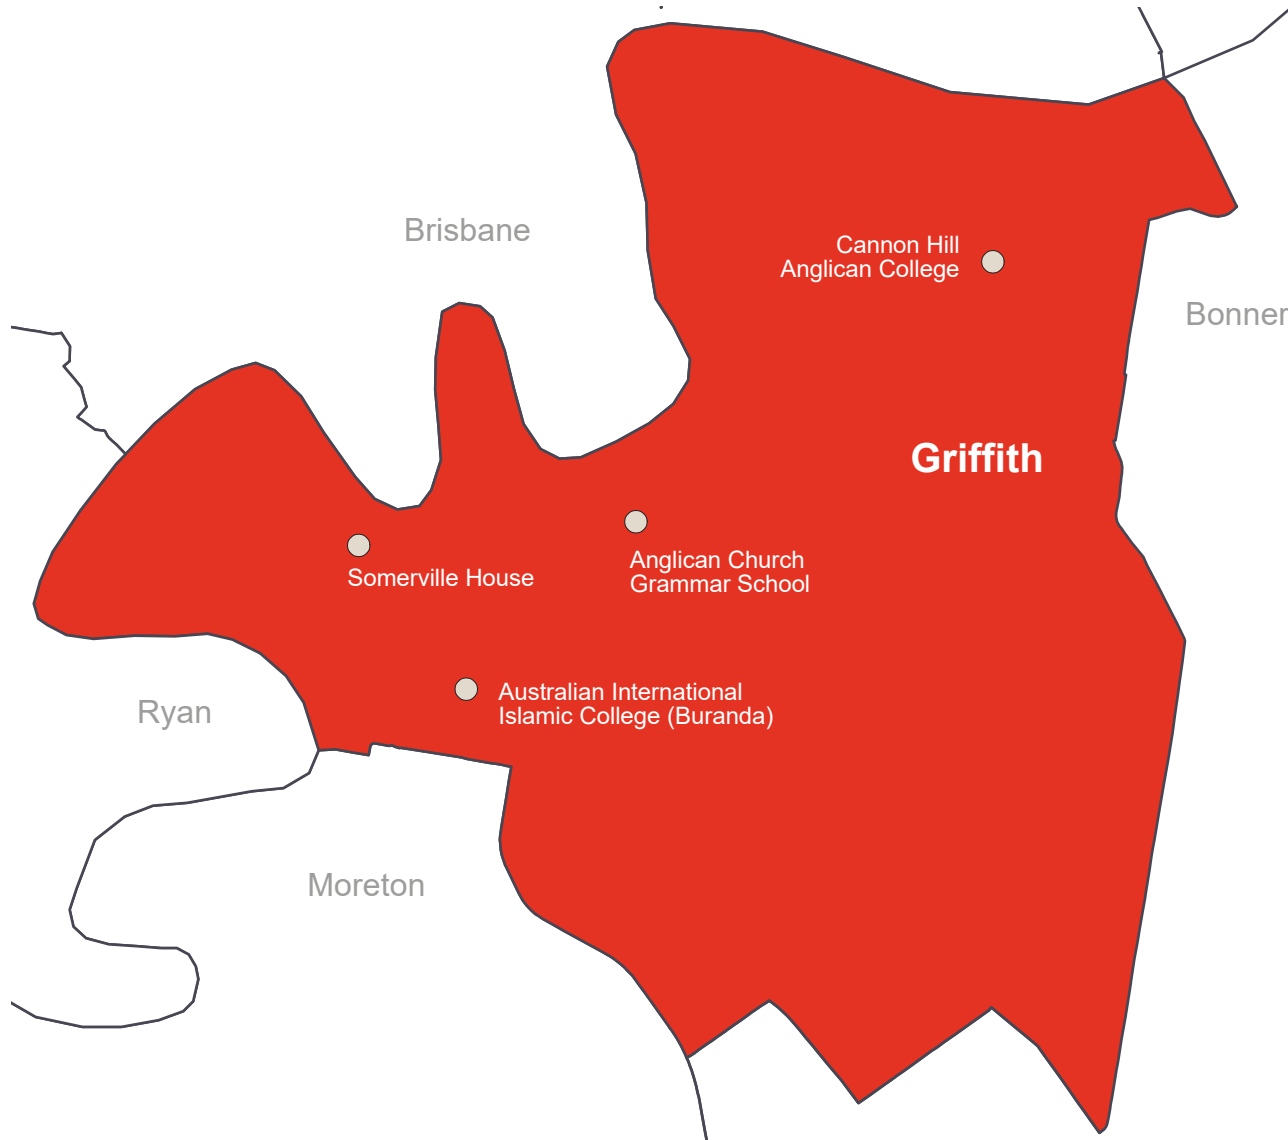 Brisbane
Cannon Hill
Anglican College
Bonner
Griffith
Anglican Church
Grammar School
Somerville House
Australian International
Islamic College (Buranda)
Ryan
Moreton